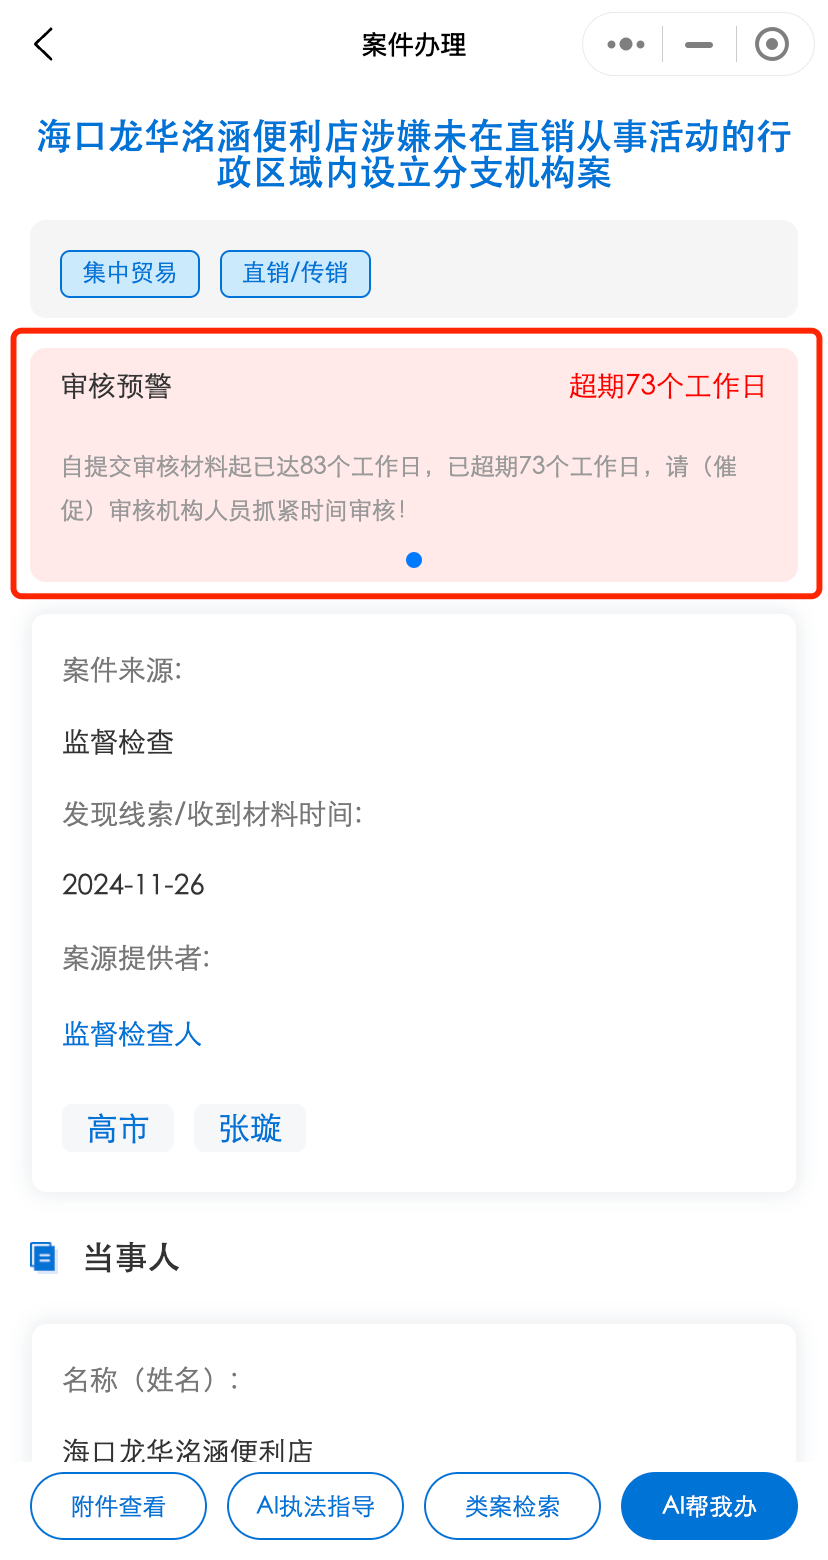 案件办理
海口龙华洺涵便利店涉嫌未在直销从事活动的行
政区域内设立分支机构案
集中贸易 直销/传销
审核预警 超期73个工作日
自提交审核材料起已达83个工作日，已超期73个工作日，请（催
促）审核机构人员抓紧时间审核！
案件来源:
监督检查
发现线索/收到材料时间:
2024-11-26
案源提供者:
监督检查人
高市 张璇
当事人
名称（姓名）:
海口龙华洺涵便利店
附件查看 AI执法指导 类案检索 AI帮我办